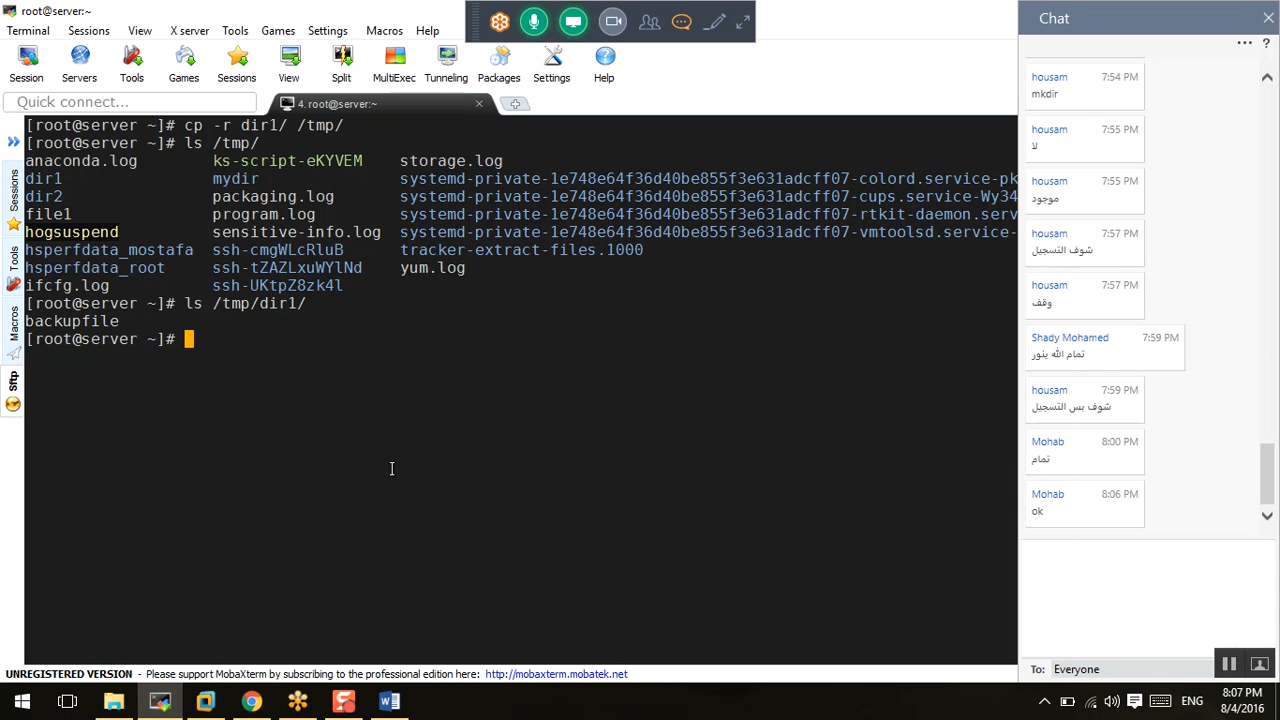 root@server:~
Terminal Sessions View X server Tools Games Settings Macros Help
Session Servers Tools Games Sessions View Split MultiExec Tunneling Packages Settings Help
Quick connect...
4. root@server:~
[root@server ~]# cp -r dir1/ /tmp/
[root@server ~]# ls /tmp/
anaconda.log ks-script-eKYVEM storage.log
dir1 mydir systemd-private-1e748e64f36d40be855f3e631adcff07-colord.service-pk
dir2 packaging.log systemd-private-1e748e64f36d40be855f3e631adcff07-cups.service-Wy34
file1 program.log systemd-private-1e748e64f36d40be855f3e631adcff07-rtkit-daemon.serv
hogsuspend sensitive-info.log systemd-private-1e748e64f36d40be855f3e631adcff07-vmtoolsd.service-
hsperfdata_mostafa ssh-cmgWLcRluB tracker-extract-files.1000
hsperfdata_root ssh-tZAZLxuWYlNd yum.log
ifcfg.log ssh-UKtpZ8zk4l
[root@server ~]# ls /tmp/dir1/
backupfile
[root@server ~]#
Sessions
Tools
Macros
Sftp
UNREGISTERED VERSION - Please support MobaXterm by subscribing to the professional edition here: http://mobaxterm.mobatek.net
Chat
housam 7:54 PM
mkdir
housam 7:55 PM
لا
housam 7:55 PM
موجود
housam 7:57 PM
شوف التسجيل
housam 7:57 PM
وقف
Shady Mohamed 7:59 PM
تمام الله ينور
housam 7:59 PM
شوف بس التسجيل
Mohab 8:00 PM
تمام
Mohab 8:06 PM
ok
To: Everyone
ENG
8:07 PM
8/4/2016